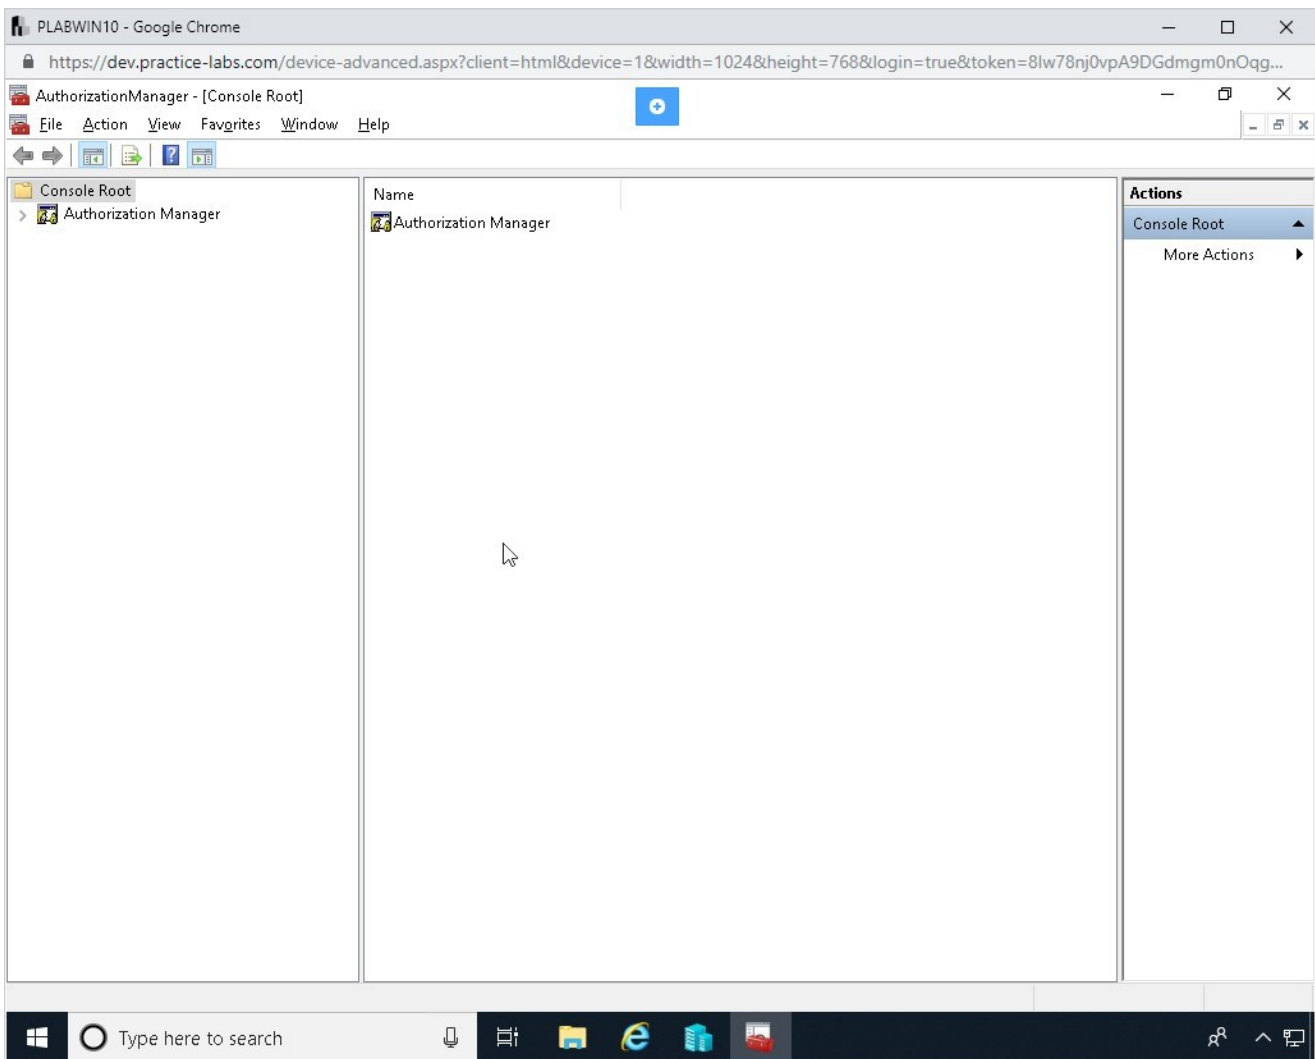 PLABWIN10 - Google Chrome
https://dev.practice-labs.com/device-advanced.aspx?client=html&device=1&width=1024&height=768&login=true&token=8lw78nj0vpA9DGdmgm0nOqg...
AuthorizationManager - [Console Root]
File Action View Favorites Window Help
Console Root
Authorization Manager
Name
Authorization Manager
Actions
Console Root
More Actions
Type here to search